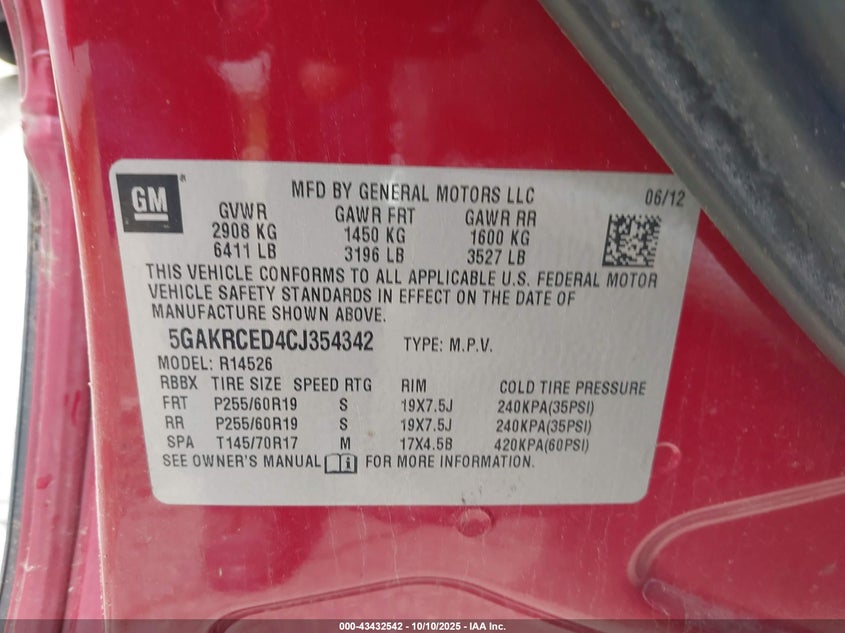 GM ®
MFD BY GENERAL MOTORS LLC 06/12
GVWR GAWR FRT GAWR RR
2908 KG 1450 KG 1600 KG
6411 LB 3196 LB 3527 LB
THIS VEHICLE CONFORMS TO ALL APPLICABLE U.S. FEDERAL MOTOR
VEHICLE SAFETY STANDARDS IN EFFECT ON THE DATE OF
MANUFACTURE SHOWN ABOVE.
5GAKRCED4CJ354342 TYPE: M.P.V.
MODEL: R14526
RBBX TIRE SIZE SPEED RTG RIM COLD TIRE PRESSURE
FRT P255/60R19 S 19X7.5J 240KPA(35PSI)
RR P255/60R19 S 19X7.5J 240KPA(35PSI)
SPA T145/70R17 M 17X4.5B 420KPA(60PSI)
SEE OWNER'S MANUAL FOR MORE INFORMATION.
000-43432542 - 10/10/2025 - IAA Inc.